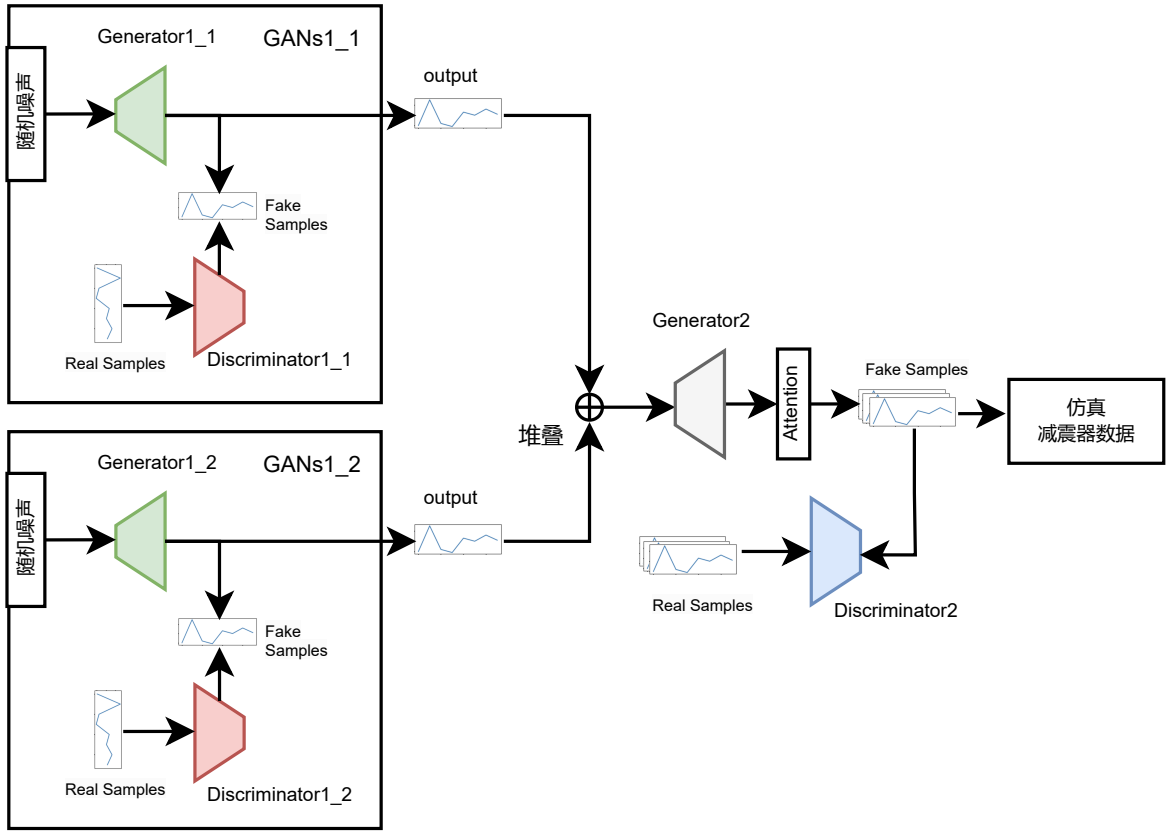 Generator1_1
GANs1_1
随机噪声
output
Fake
Samples
Real Samples
Discriminator1_1
Generator1_2
GANs1_2
随机噪声
output
Fake
Samples
Real Samples
Discriminator1_2
堆叠
Generator2
Attention
Fake Samples
仿真
减震器数据
Real Samples
Discriminator2